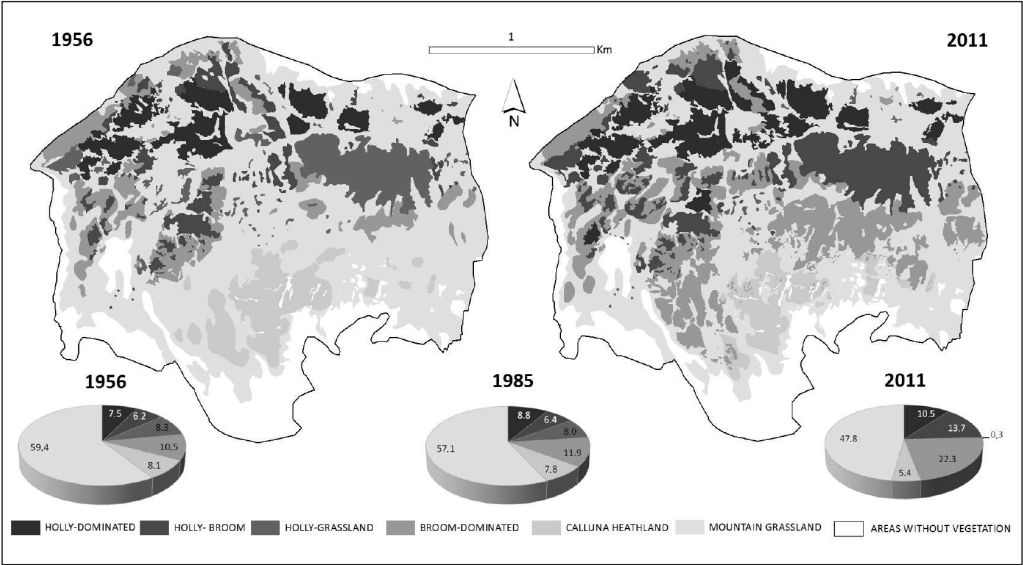 1956
1
Km
2011
N
1956
1985
2011
7.5
6.2
8.3
10,5
8.1
59.4
8.8
6.4
8.0
11.9
7.8
57.1
10.5
13.7
0,3
22.3
5.4
47.8
HOLLY-DOMINATED
HOLLY- BROOM
HOLLY-GRASSLAND
BROOM-DOMINATED
CALLUNA HEATHLAND
MOUNTAIN GRASSLAND
AREAS WITHOUT VEGETATION